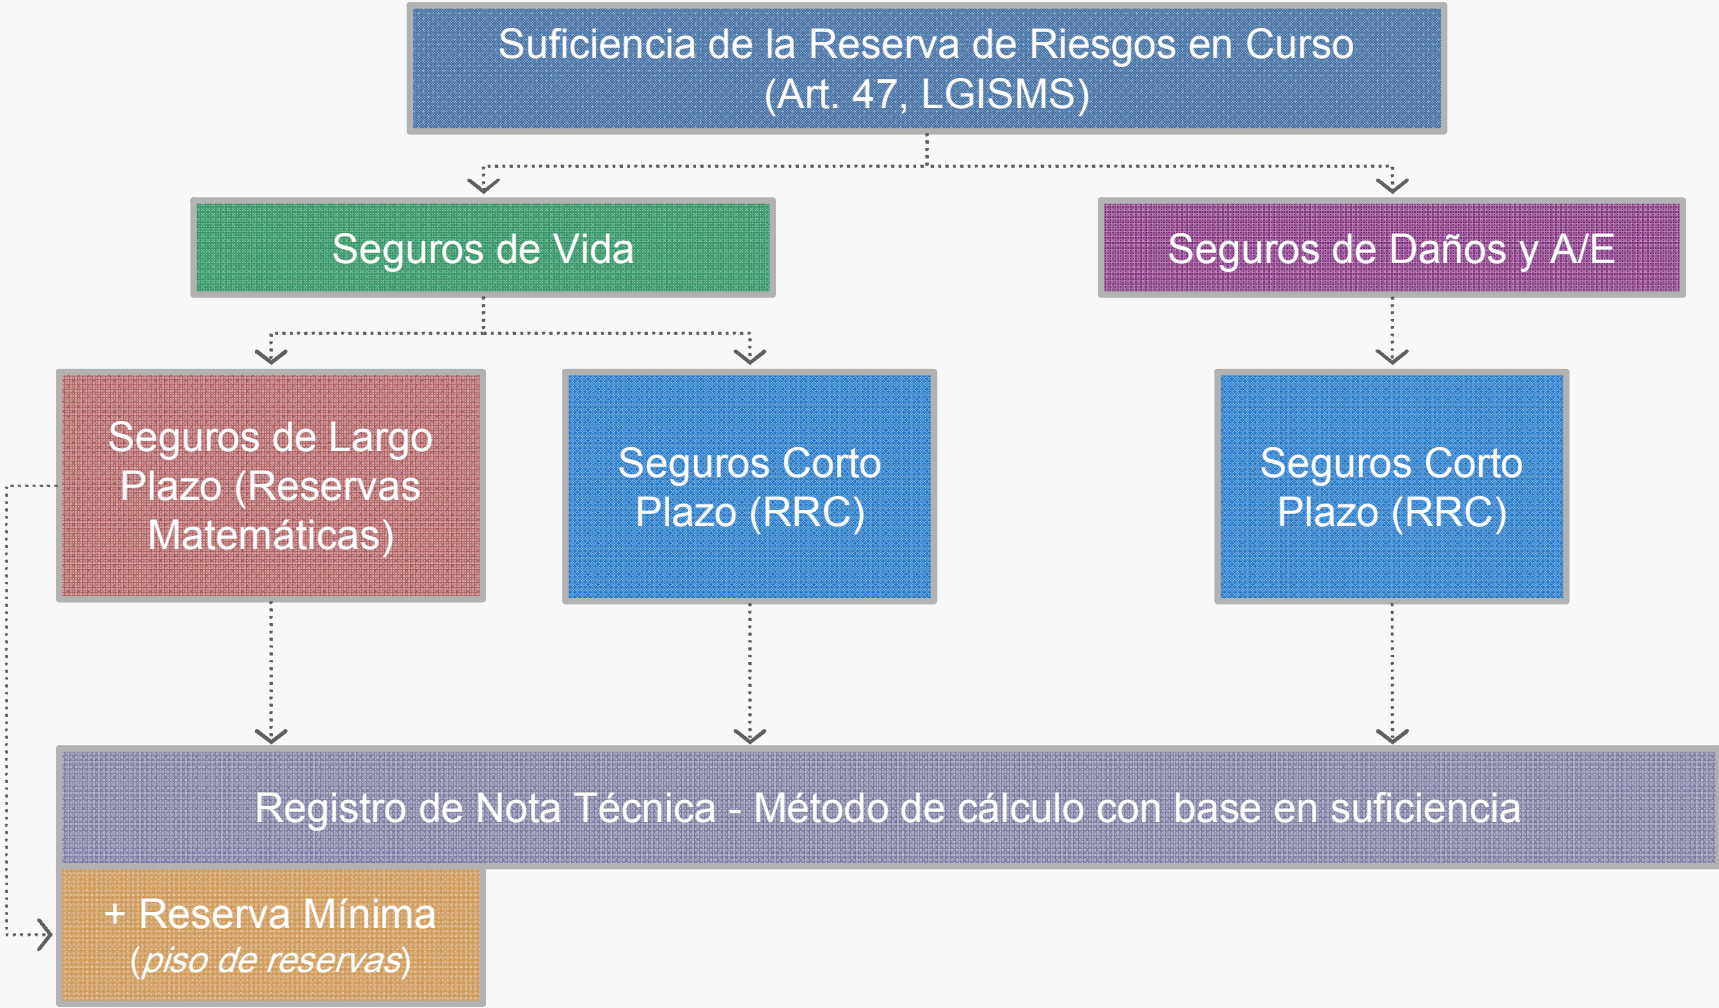 Suficiencia de la Reserva de Riesgos en Curso
(Art. 47, LGISMS)
Seguros de Vida
Seguros de Daños y A/E
Seguros de Largo
Plazo (Reservas
Matemáticas)
Seguros Corto
Plazo (RRC)
Seguros Corto
Plazo (RRC)
Registro de Nota Técnica - Método de cálculo con base en suficiencia
+ Reserva Mínima
(piso de reservas)